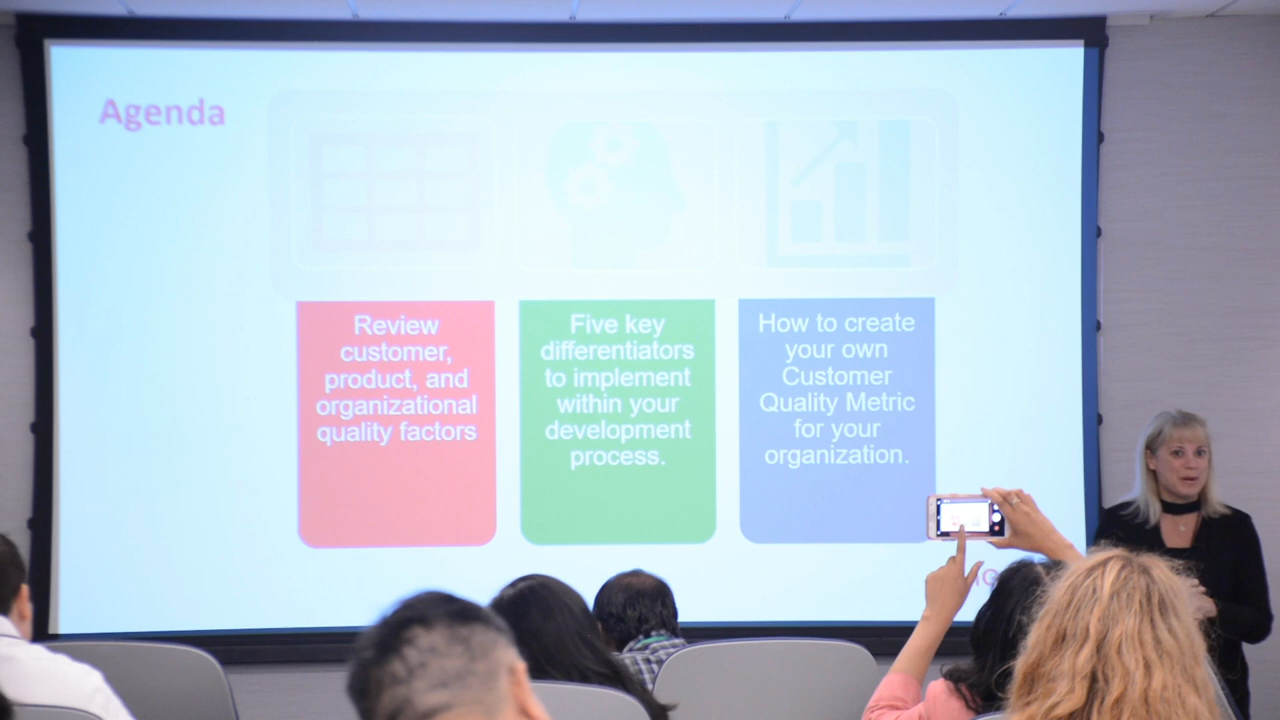 Agenda
Review
customer,
product, and
organizational
quality factors
Five key
differentiators
to implement
within your
development
process.
How to create
your own
Customer
Quality Metric
for your
organization.